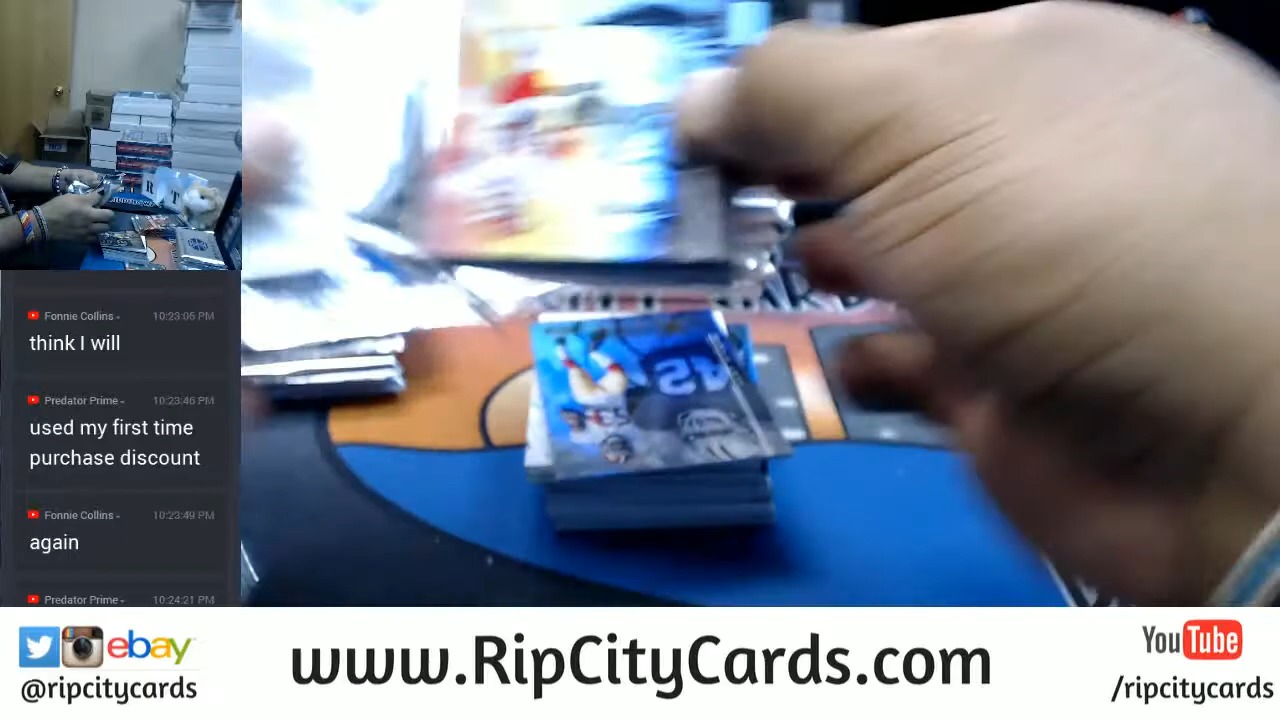 Fonnie Collins 10:23:05 PM
think I will
Predator Prime 10:23:46 PM
used my first time
purchase discount
Fonnie Collins 10:23:49 PM
again
Predator Prime 10:24:21 PM
ebay
@ripcitycards
www.RipCityCards.com
YouTube
/ripcitycards